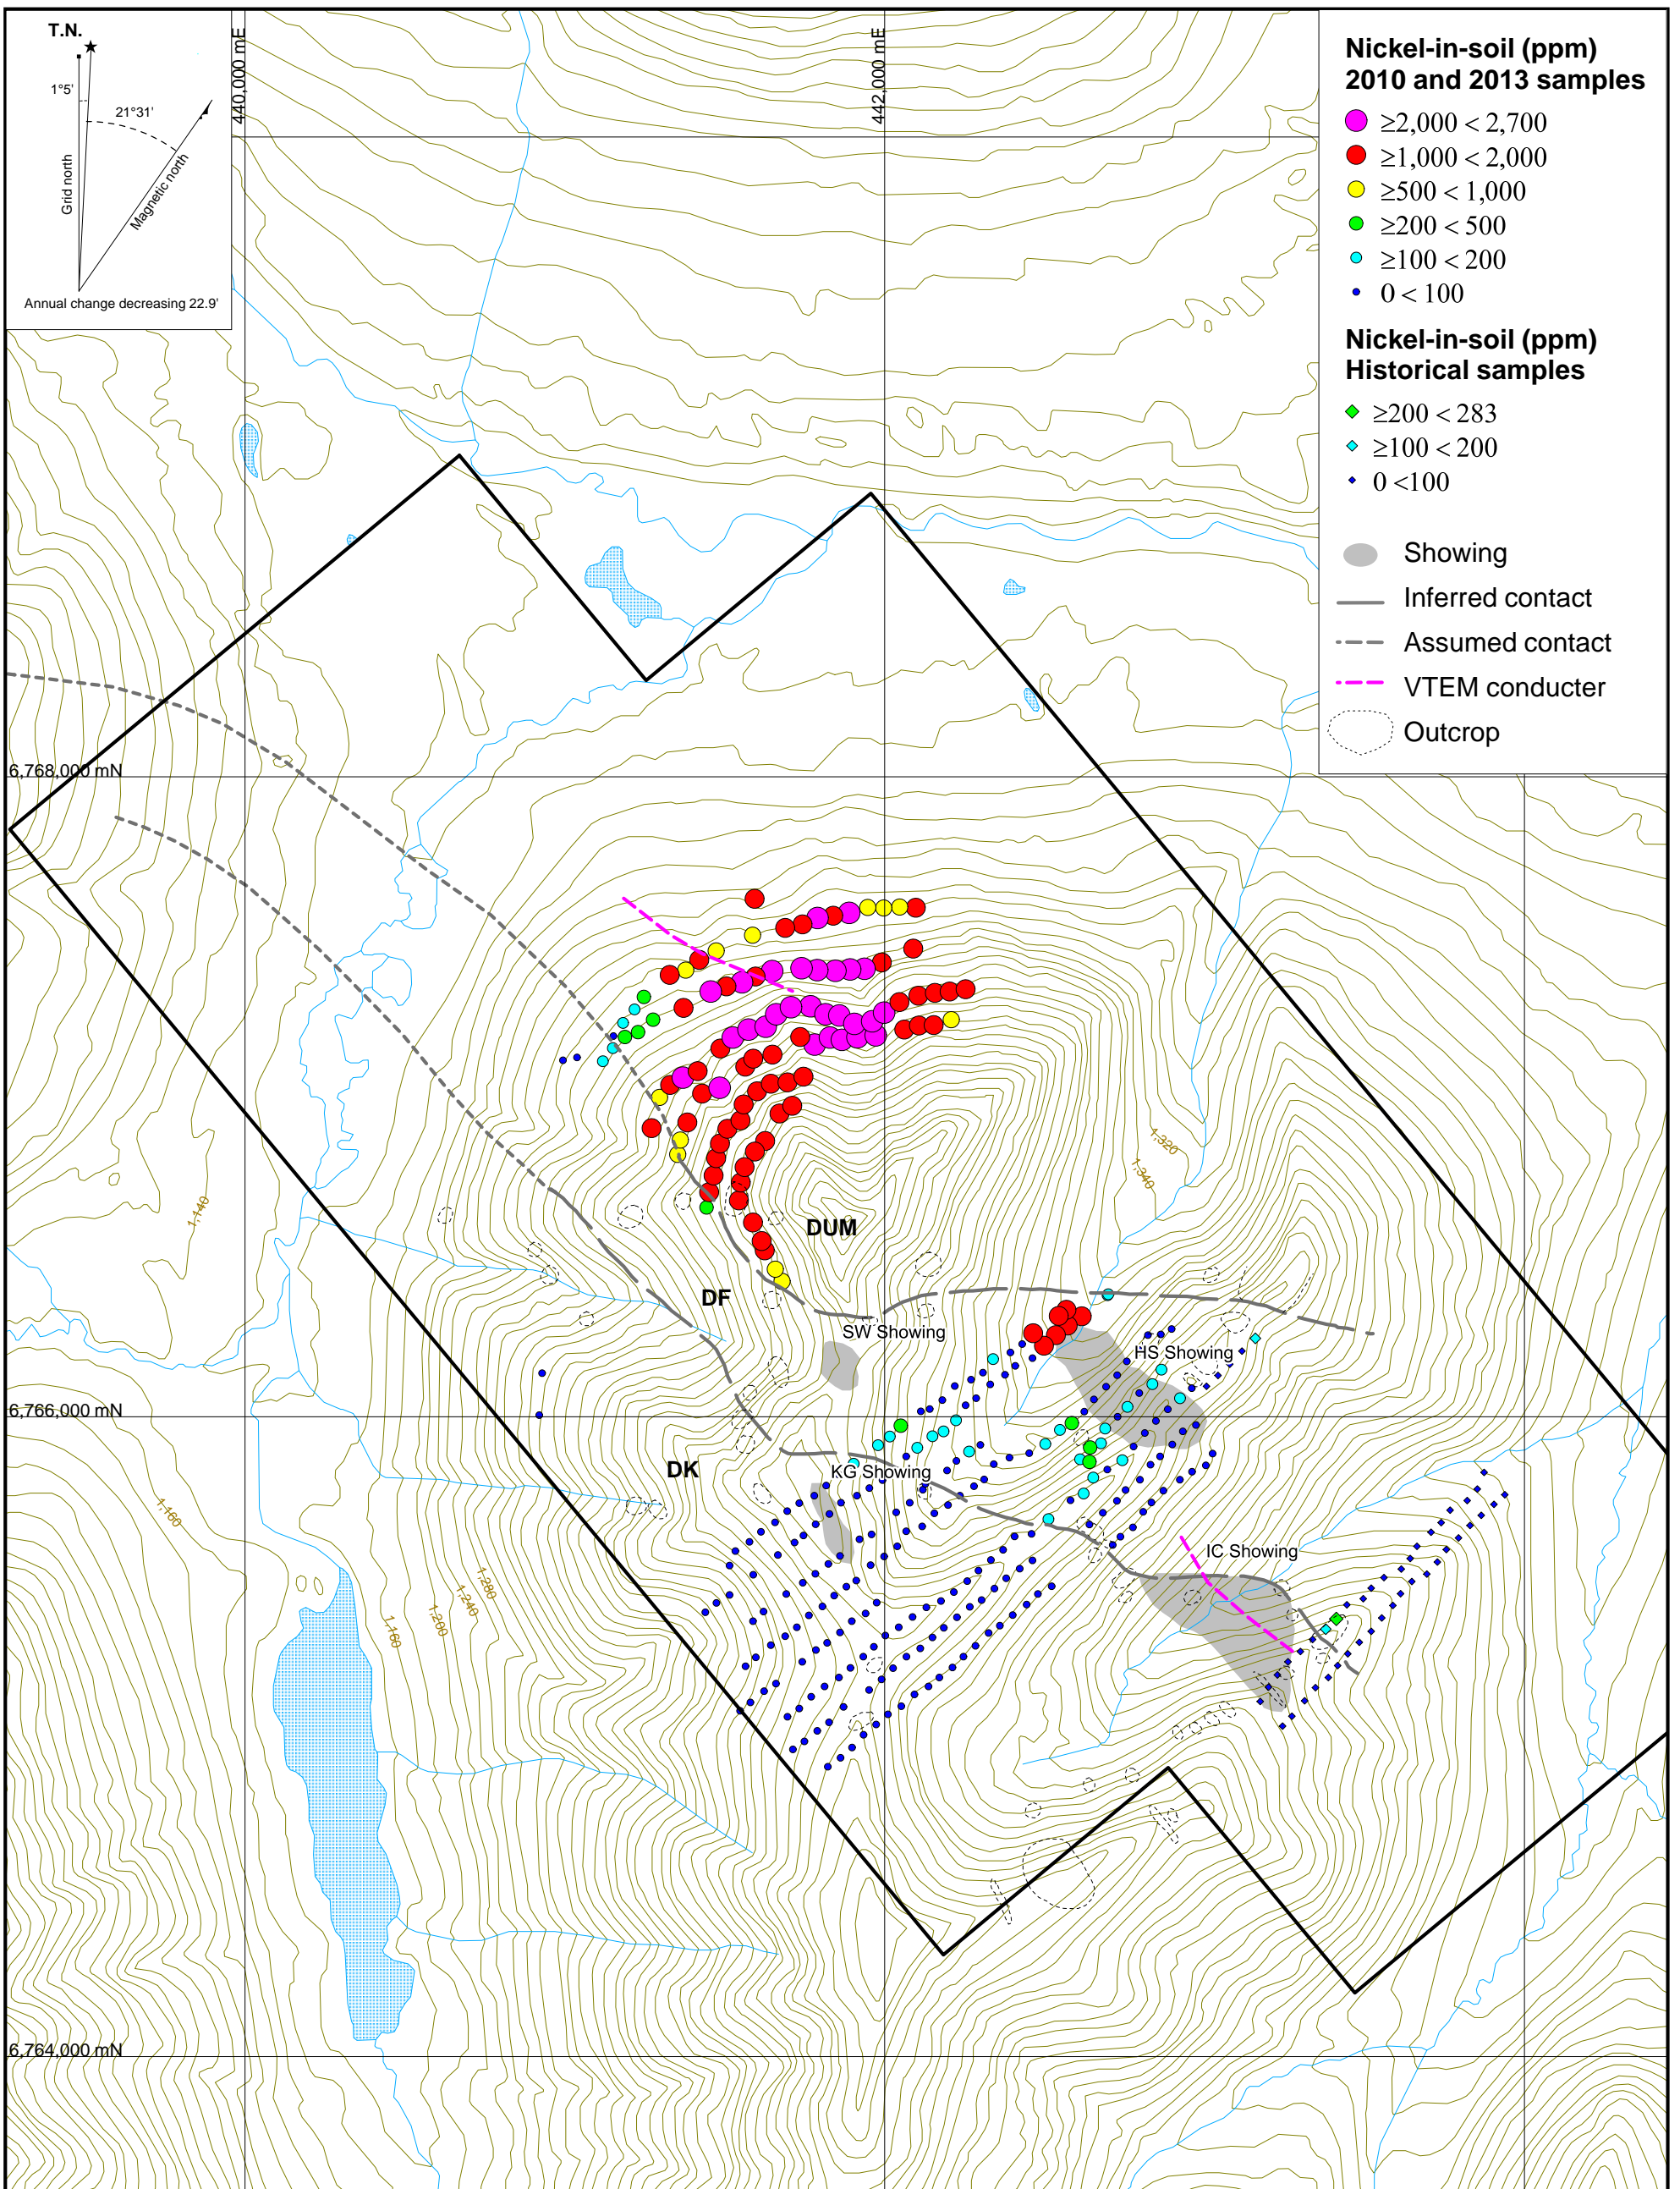 T.N.
1°5'
21°31'
Grid north
Magnetic north
Annual change decreasing 22.9'
440,000 mE
442,000 mE
Nickel-in-soil (ppm)
2010 and 2013 samples
≥2,000 < 2,700
≥1,000 < 2,000
≥500 < 1,000
≥200 < 500
≥100 < 200
0 < 100
Nickel-in-soil (ppm)
Historical samples
≥200 < 283
≥100 < 200
0 <100
Showing
Inferred contact
Assumed contact
VTEM conducter
Outcrop
6,768,000 mN
1,320
1,340
1,140
DUM
DF
SW Showing
HS Showing
6,766,000 mN
DK
KG Showing
1,160
IC Showing
1,280
1,240
1,200
1,160
6,764,000 mN